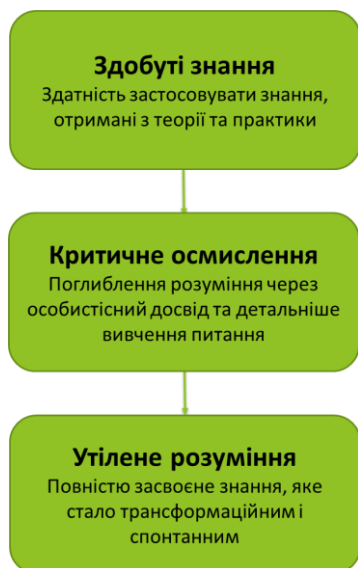 Здобуті знання
Здатність застосовувати знання,
отримані з теорії та практики
Критичне осмислення
Поглиблення розуміння через
особистісний досвід та детальніше
вивчення питання
Утілене розуміння
Повністю засвоєне знання, яке
стало трансформаційним і
спонтанним